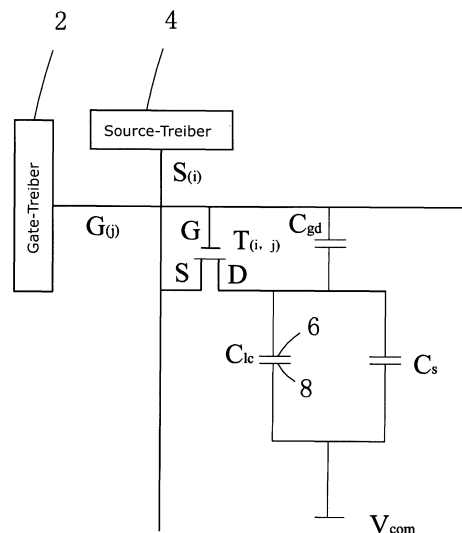 2
4
Source-Treiber
Gate-Treiber
S(i)
G(j)
G
T(i, j)
Cgd
S
D
6
Clc
8
Cs
Vcom